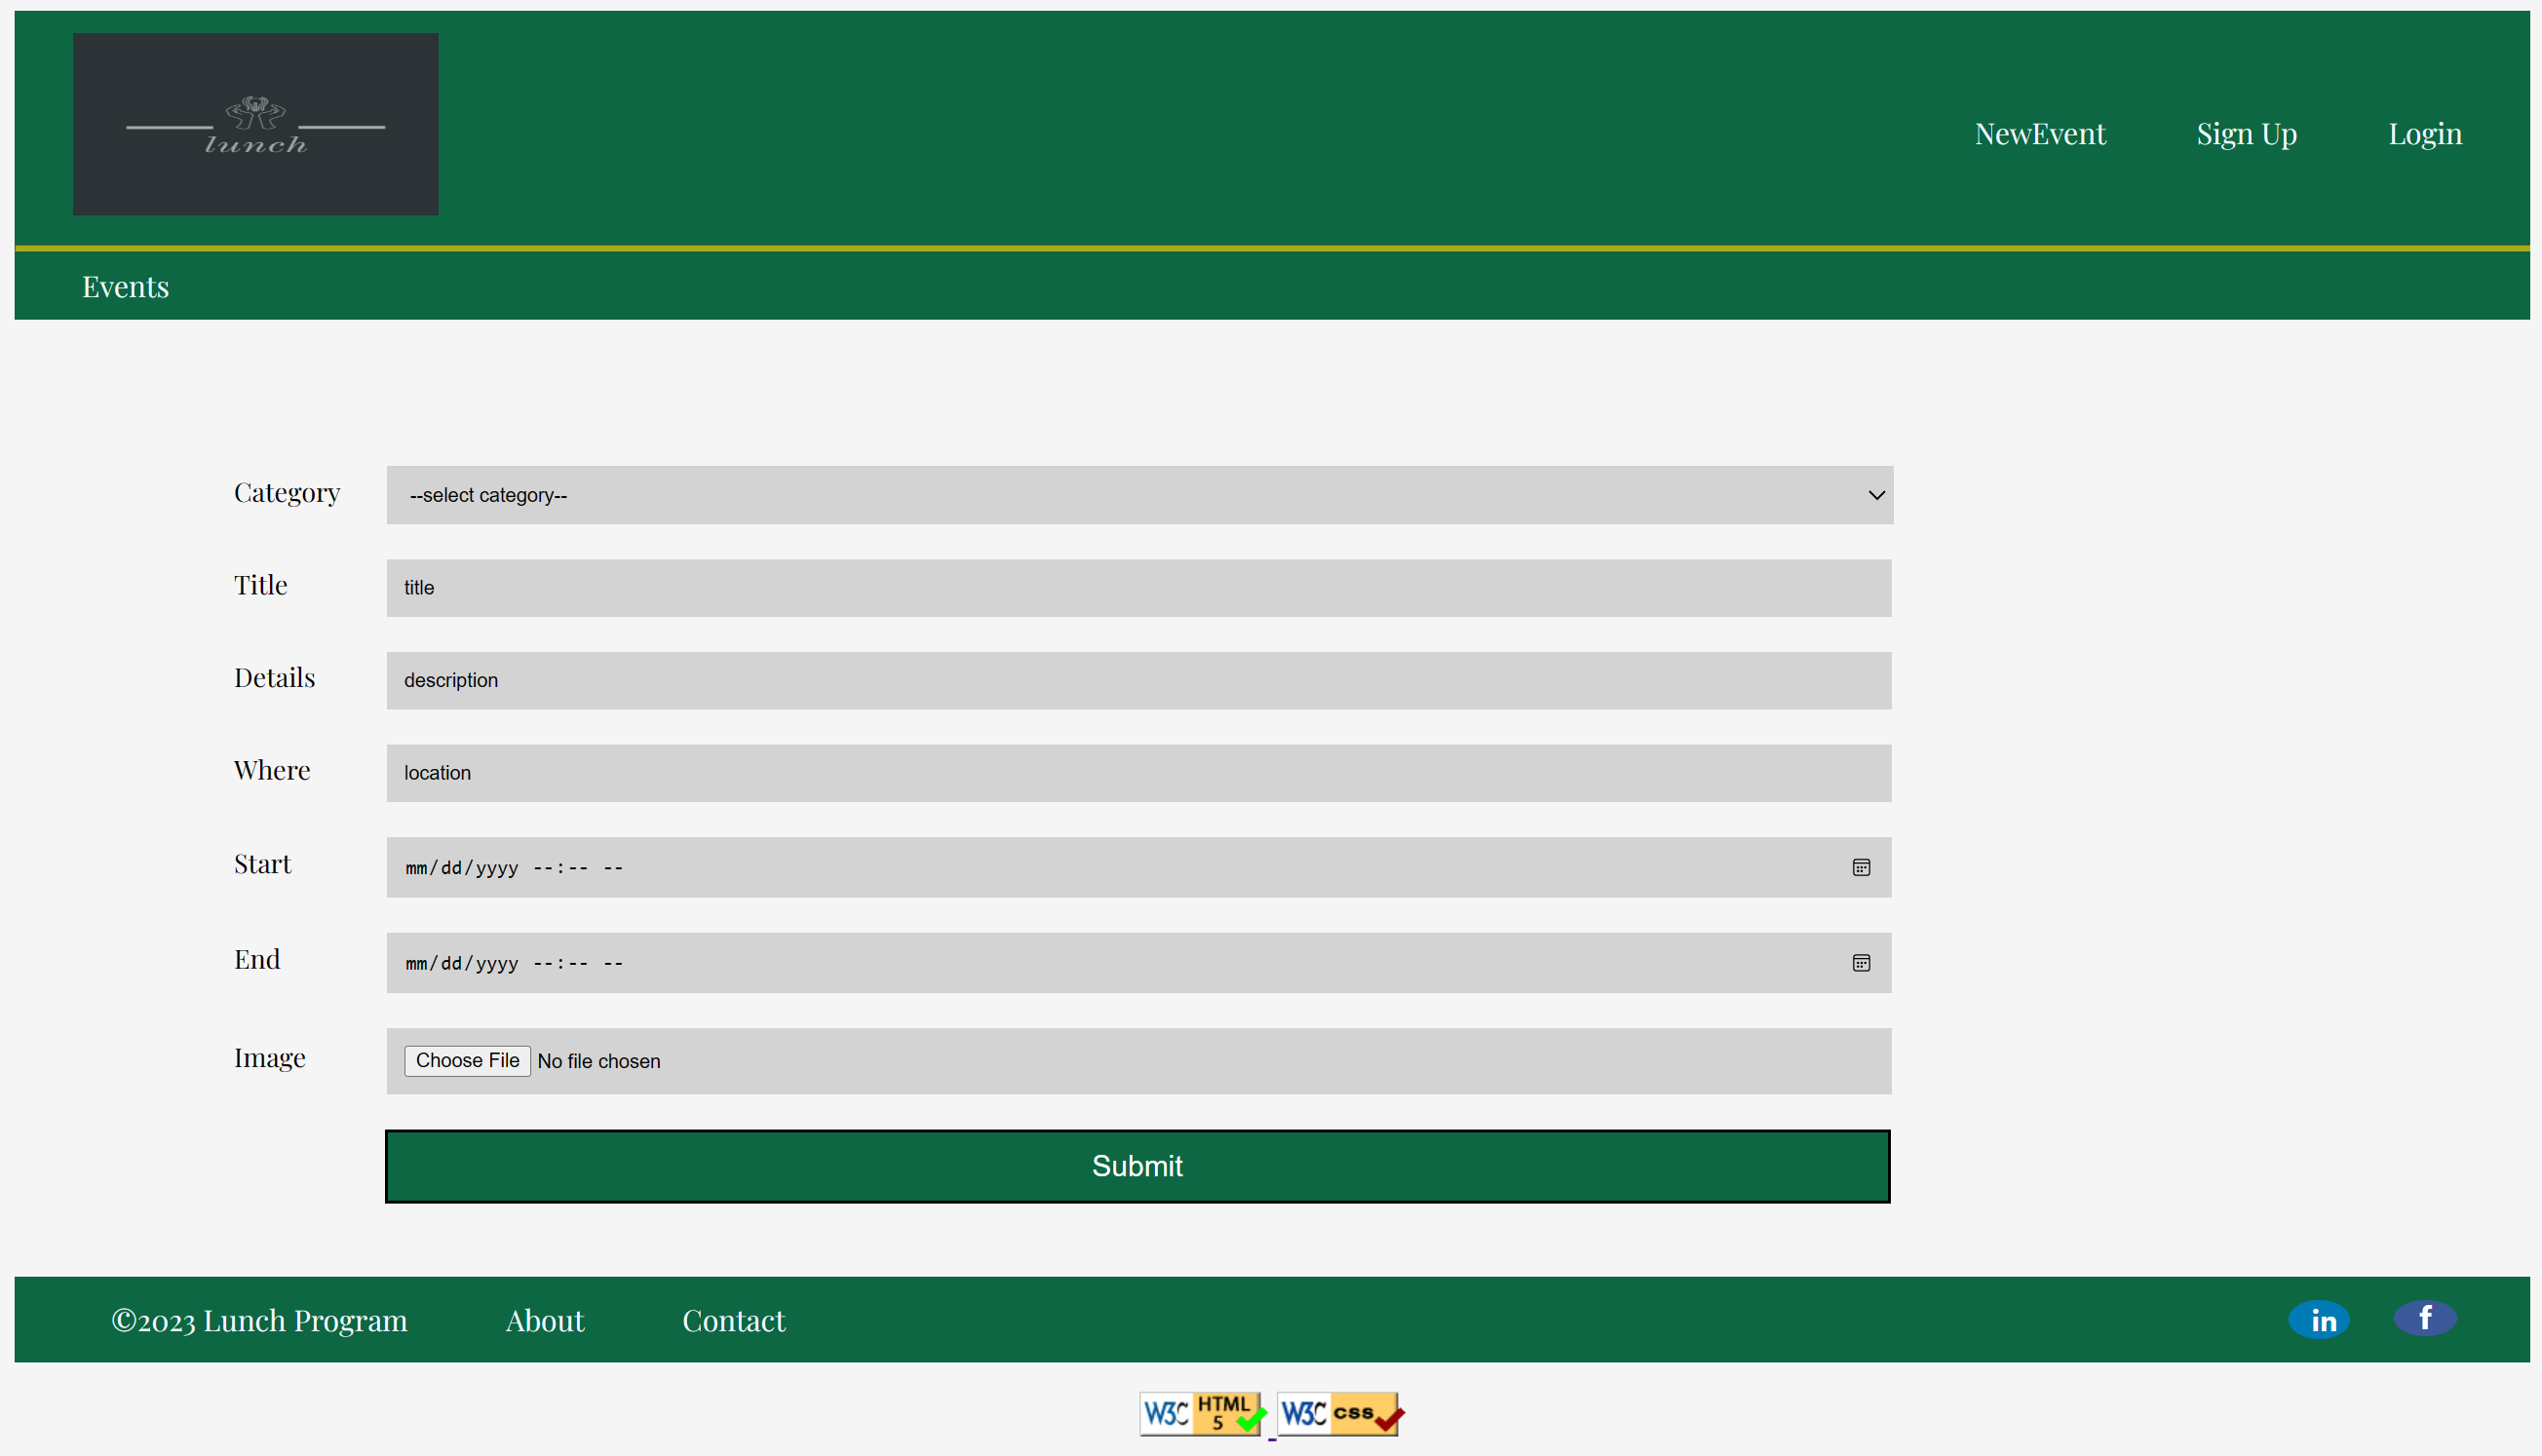 lunch
NewEvent Sign Up Login
Events
Category --select category--
Title title
Details description
Where location
Start mm/dd/yyyy --:-- --
End mm/dd/yyyy --:-- --
Image Choose File No file chosen
Submit
©2023 Lunch Program About Contact in f
W3C HTML 5 W3C css